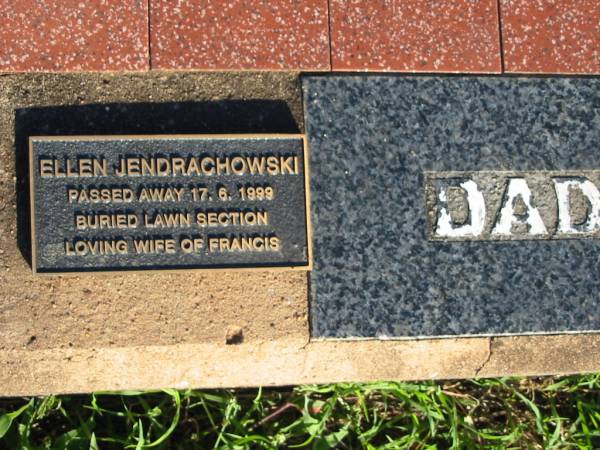 ELLEN JENDRACHOWSKI
PASSED AWAY 17. 6. 1999
BURIED LAWN SECTION
LOVING WIFE OF FRANCIS
DAD